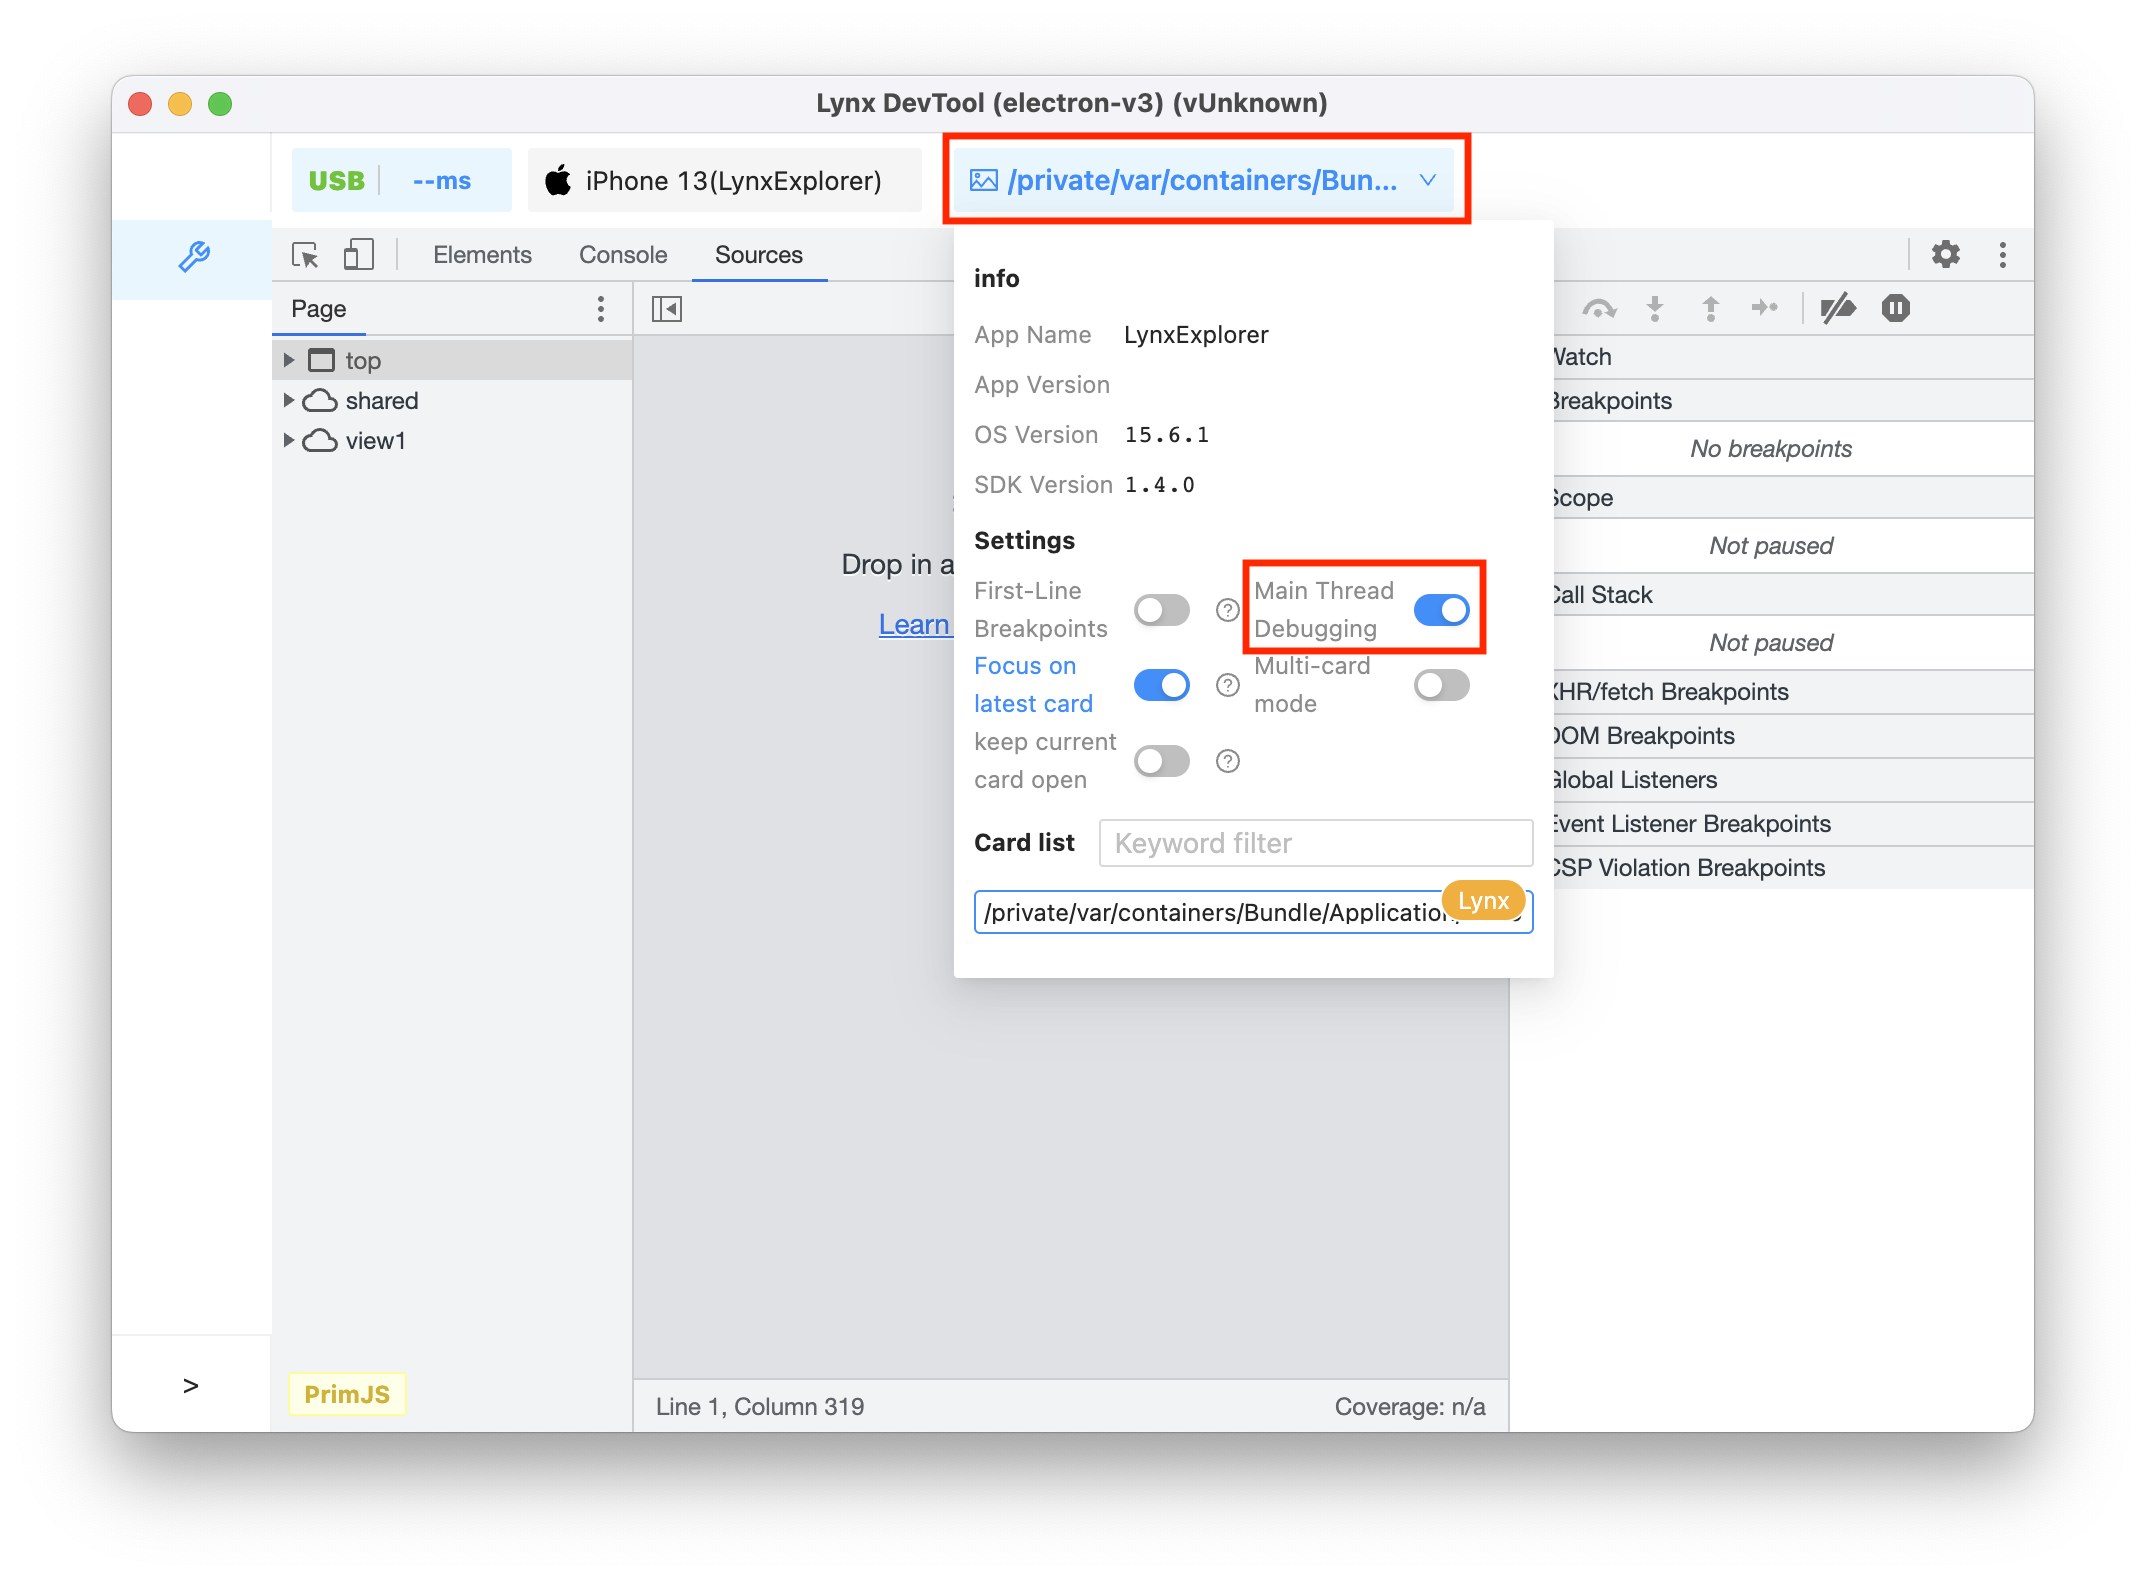 Lynx DevTool (electron-v3) (vUnknown)
USB --ms
iPhone 13(LynxExplorer)
/private/var/containers/Bun...
Elements Console Sources
Page
top
shared
view1
PrimJS
>
Drop in a
Learn
Line 1, Column 319
Coverage: n/a
info
App Name LynxExplorer
App Version
OS Version 15.6.1
SDK Version 1.4.0
Settings
First-Line
Breakpoints
?
Main Thread
Debugging
Focus on
latest card
?
Multi-card
mode
keep current
card open
?
Card list
Keyword filter
/private/var/containers/Bundle/Application/
Lynx
Watch
Breakpoints
No breakpoints
Scope
Not paused
Call Stack
Not paused
XHR/fetch Breakpoints
DOM Breakpoints
Global Listeners
Event Listener Breakpoints
CSP Violation Breakpoints